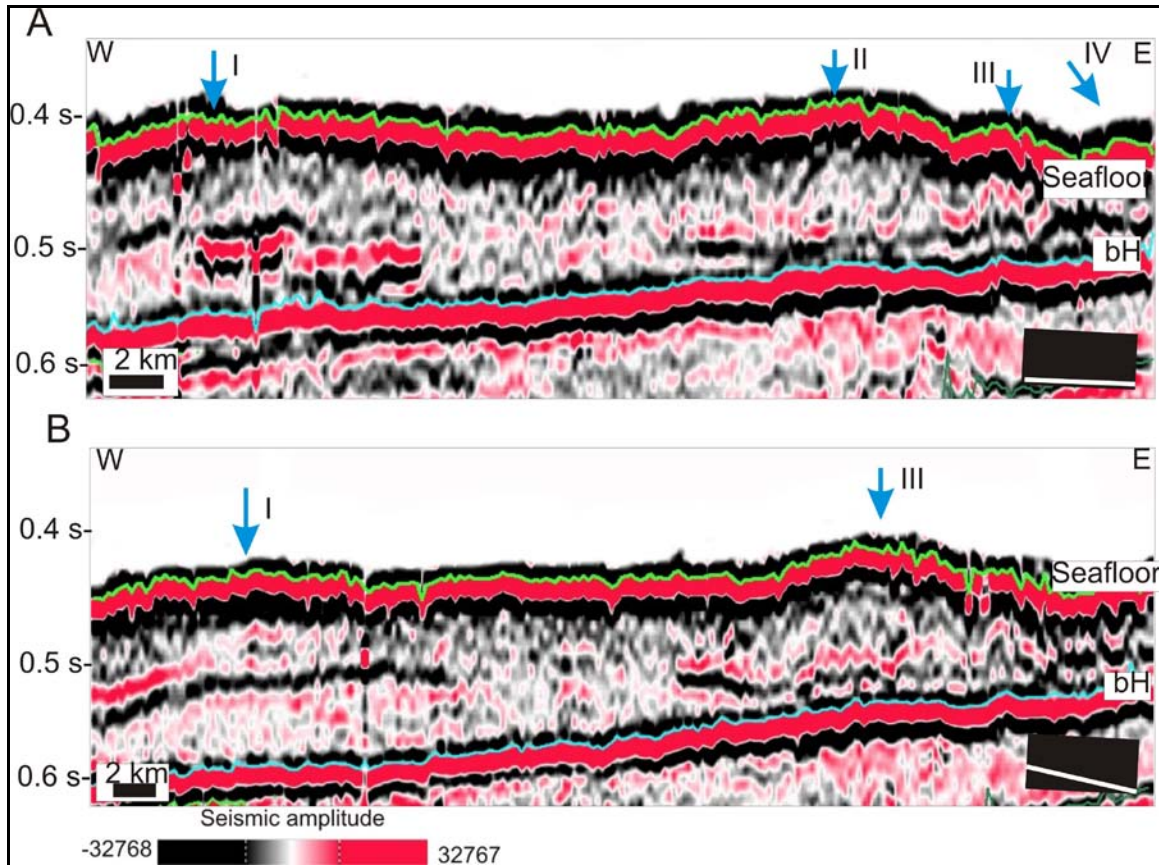 A
W
I
II
III
IV
E
0.4 s-
Seafloor
0.5 s-
bH
0.6 s-
2 km
B
W
I
III
E
0.4 s-
Seafloor
0.5 s-
bH
0.6 s-
2 km
Seismic amplitude
-32768
32767